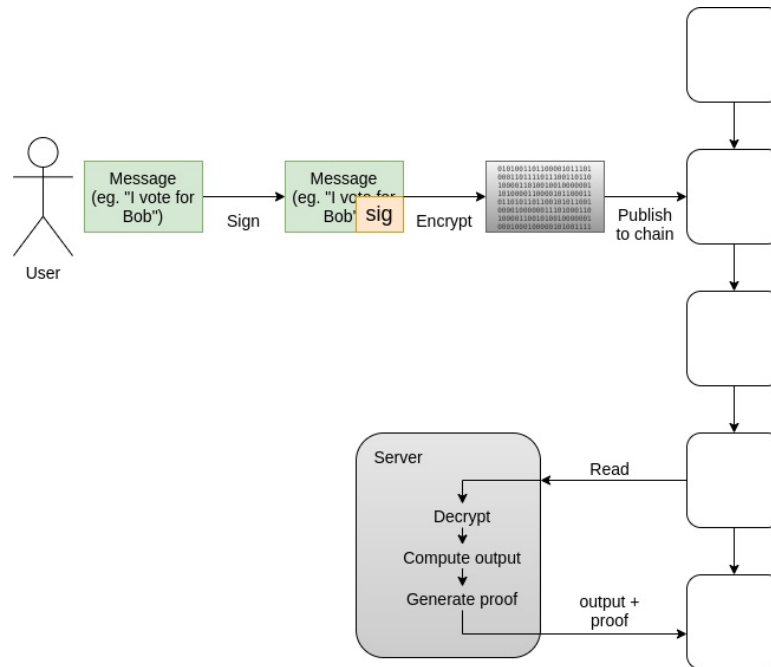 Message
(eg. "I vote for
Bob")
Sign
Message
(eg. "I vote for
Bob"
sig
Encrypt
010100110110000101
Publish
to chain
User
Server
Read
Decrypt
Compute output
Generate proof
output +
proof